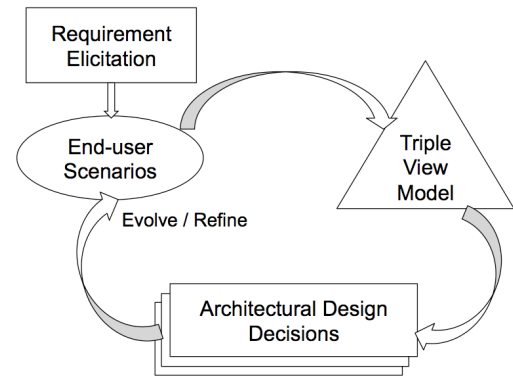 Requirement
Elicitation
End-user
Scenarios
Triple
View
Model
Evolve / Refine
Architectural Design
Decisions